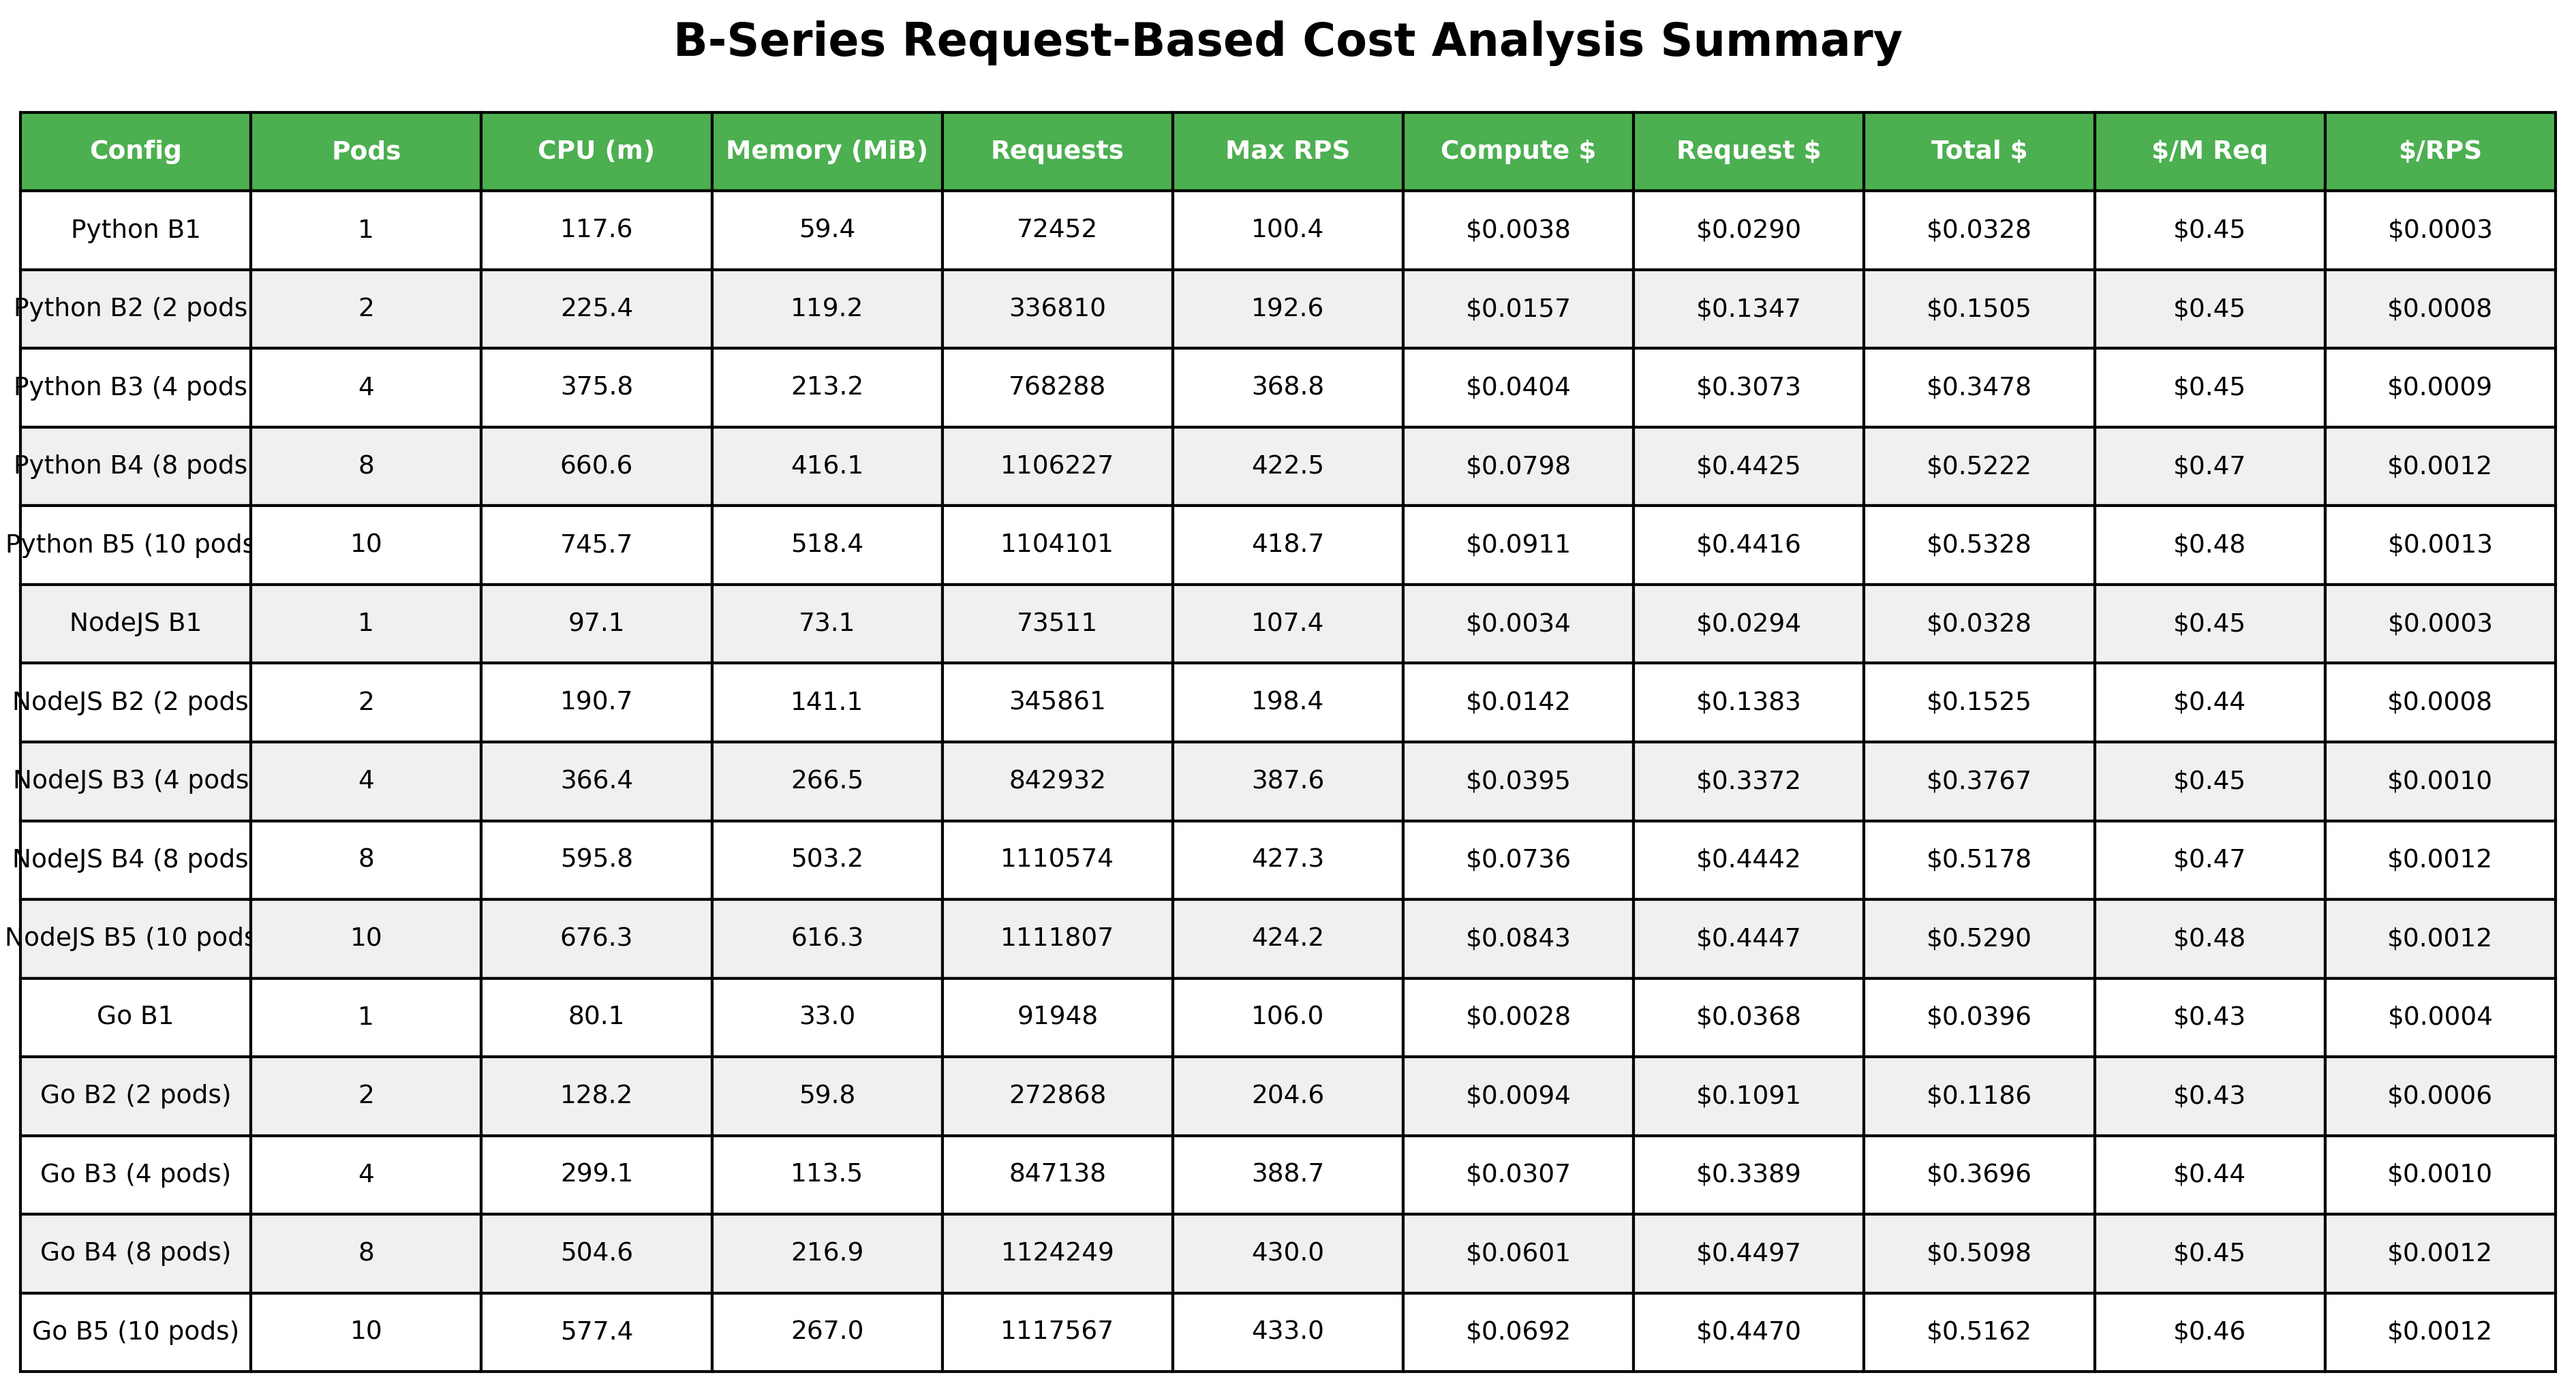 B-Series Request-Based Cost Analysis Summary
Config Pods CPU (m) Memory (MiB) Requests Max RPS Compute $ Request $ Total $ $/M Req $/RPS
Python B1 1 117.6 59.4 72452 100.4 $0.0038 $0.0290 $0.0328 $0.45 $0.0003
Python B2 (2 pods 2 225.4 119.2 336810 192.6 $0.0157 $0.1347 $0.1505 $0.45 $0.0008
Python B3 (4 pods 4 375.8 213.2 768288 368.8 $0.0404 $0.3073 $0.3478 $0.45 $0.0009
Python B4 (8 pods 8 660.6 416.1 1106227 422.5 $0.0798 $0.4425 $0.5222 $0.47 $0.0012
Python B5 (10 pods 10 745.7 518.4 1104101 418.7 $0.0911 $0.4416 $0.5328 $0.48 $0.0013
NodeJS B1 1 97.1 73.1 73511 107.4 $0.0034 $0.0294 $0.0328 $0.45 $0.0003
NodeJS B2 (2 pods 2 190.7 141.1 345861 198.4 $0.0142 $0.1383 $0.1525 $0.44 $0.0008
NodeJS B3 (4 pods 4 366.4 266.5 842932 387.6 $0.0395 $0.3372 $0.3767 $0.45 $0.0010
NodeJS B4 (8 pods 8 595.8 503.2 1110574 427.3 $0.0736 $0.4442 $0.5178 $0.47 $0.0012
NodeJS B5 (10 pods 10 676.3 616.3 1111807 424.2 $0.0843 $0.4447 $0.5290 $0.48 $0.0012
Go B1 1 80.1 33.0 91948 106.0 $0.0028 $0.0368 $0.0396 $0.43 $0.0004
Go B2 (2 pods) 2 128.2 59.8 272868 204.6 $0.0094 $0.1091 $0.1186 $0.43 $0.0006
Go B3 (4 pods) 4 299.1 113.5 847138 388.7 $0.0307 $0.3389 $0.3696 $0.44 $0.0010
Go B4 (8 pods) 8 504.6 216.9 1124249 430.0 $0.0601 $0.4497 $0.5098 $0.45 $0.0012
Go B5 (10 pods) 10 577.4 267.0 1117567 433.0 $0.0692 $0.4470 $0.5162 $0.46 $0.0012